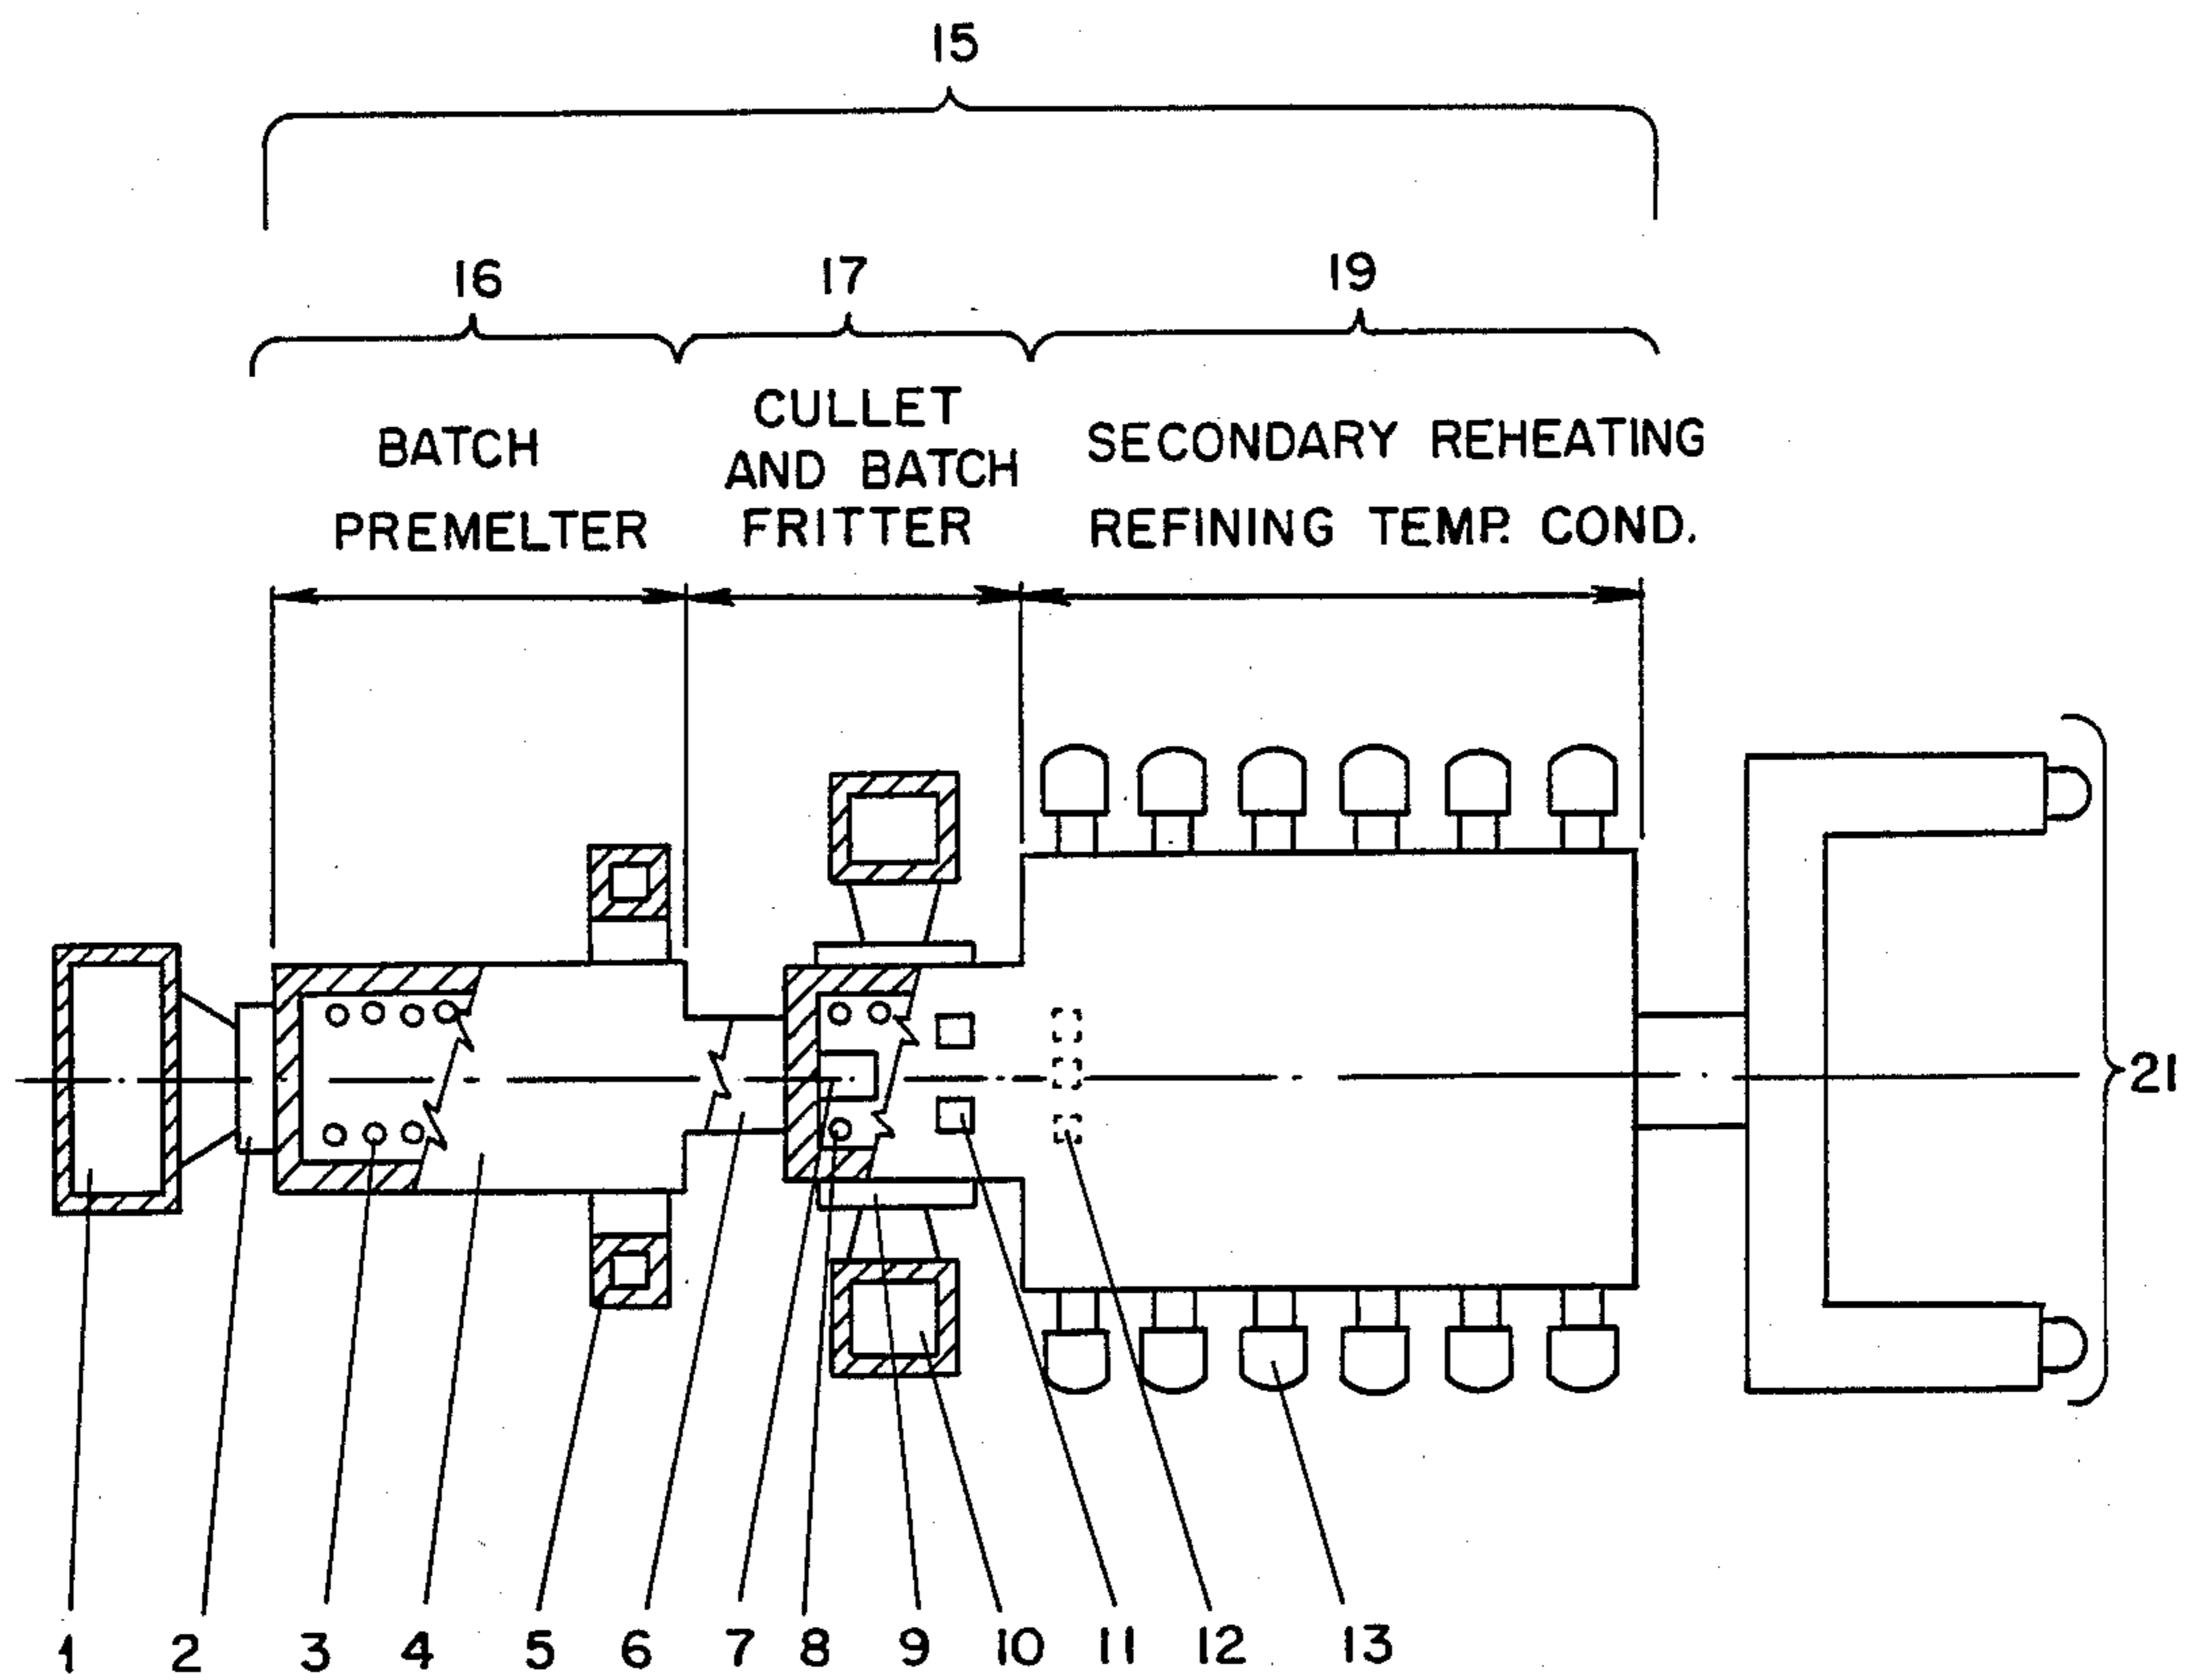 15
16 17 19
BATCH
PREMELTER
CULLET
AND BATCH
FRITTER
SECONDARY REHEATING
REFINING TEMP. COND.
21
1 2 3 4 5 6 7 8 9 10 11 12 13